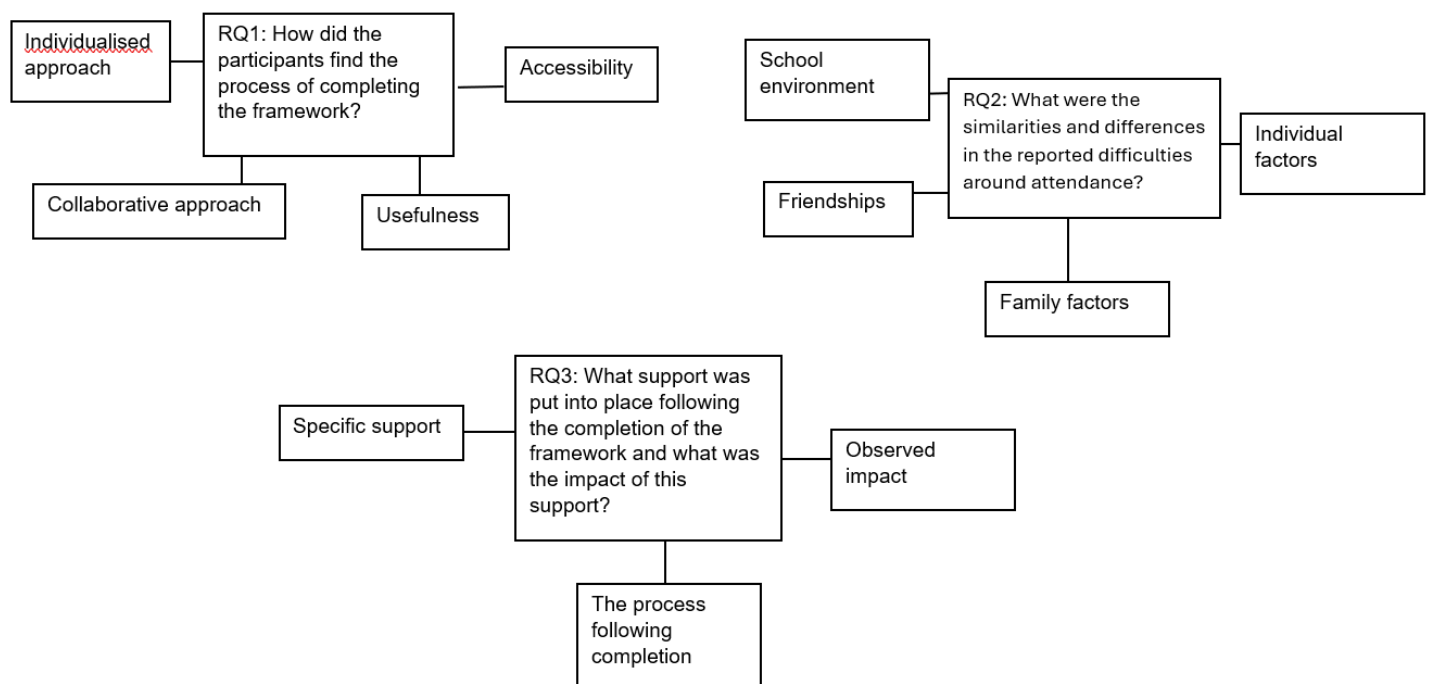 Individualised
approach
RQ1: How did the
participants find the
process of completing
the framework?
Accessibility
Collaborative approach
Usefulness
School
environment
RQ2: What were the
similarities and differences
in the reported difficulties
around attendance?
Individual
factors
Friendships
Family factors
RQ3: What support was
put into place following
the completion of the
framework and what was
the impact of this
support?
Specific support
Observed
impact
The process
following
completion